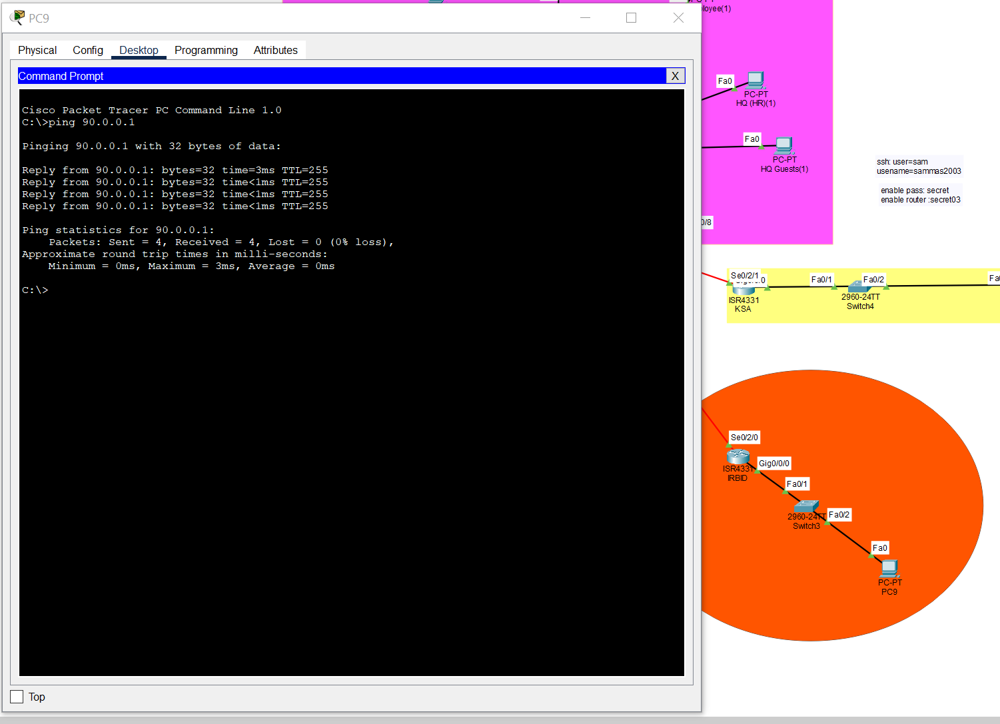 PC9
Physical Config Desktop Programming Attributes
Command Prompt
X
Cisco Packet Tracer PC Command Line 1.0
C:\>ping 90.0.0.1
Pinging 90.0.0.1 with 32 bytes of data:
Reply from 90.0.0.1: bytes=32 time=3ms TTL=255
Reply from 90.0.0.1: bytes=32 time<1ms TTL=255
Reply from 90.0.0.1: bytes=32 time<1ms TTL=255
Reply from 90.0.0.1: bytes=32 time<1ms TTL=255
Ping statistics for 90.0.0.1:
Packets: Sent = 4, Received = 4, Lost = 0 (0% loss),
Approximate round trip times in milli-seconds:
Minimum = 0ms, Maximum = 3ms, Average = 0ms
C:\>
Top
loyee(1)
Fa0
PC-PT
HQ (HR)(1)
Fa0
PC-PT
HQ Guests(1)
0/8
ssh: user=sam
usename=sammas2003
enable pass: secret
enable router :secret03
Se0/2/1
ISR4331
KSA
Fa0/1
Fa0/2
2960-24TT
Switch4
Fa
Se0/2/0
ISR4331
IRBID
Gig0/0/0
Fa0/1
2960-24TT
Switch3
Fa0/2
Fa0
PC-PT
PC9